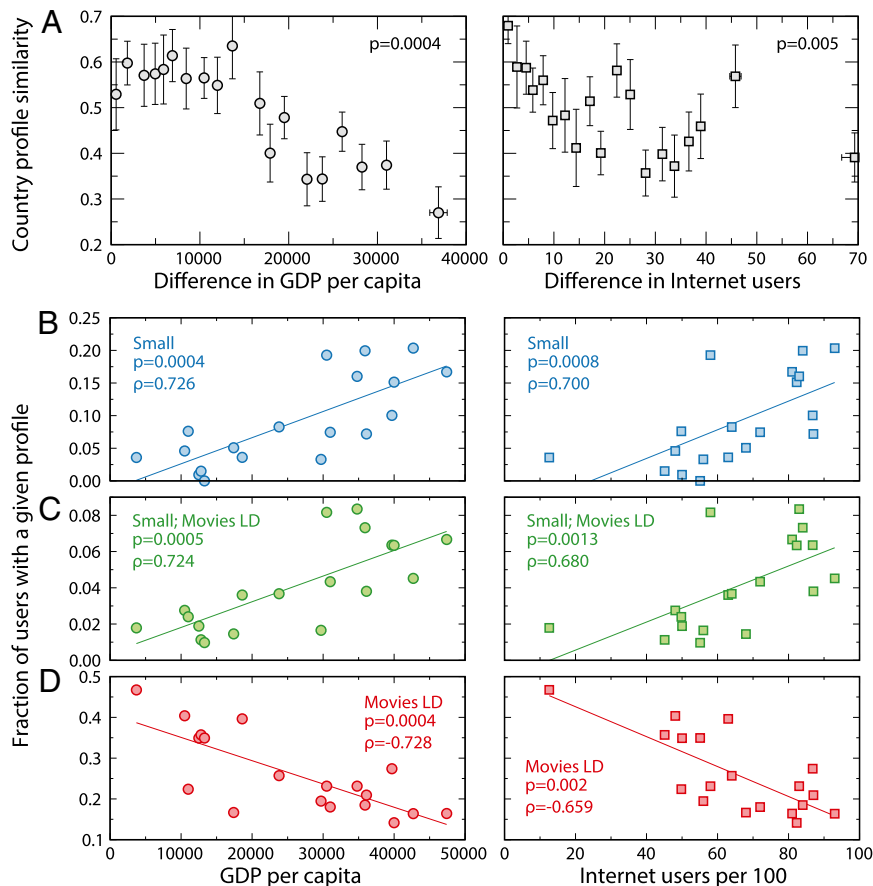 A
0.7
0.6
0.5
0.4
0.3
0.2
Country profile similarity
p=0.0004
0
10000
20000
30000
40000
Difference in GDP per capita
p=0.005
0
10
20
30
40
50
60
70
Difference in Internet users
Fraction of users with a given profile
B
0.25
0.20
0.15
0.10
0.05
0.00
Small
p=0.0004
ρ=0.726
Small
p=0.0008
ρ=0.700
C
0.08
0.06
0.04
0.02
0.00
Small; Movies LD
p=0.0005
ρ=0.724
Small; Movies LD
p=0.0013
ρ=0.680
D
0.5
0.4
0.3
0.2
0.1
Movies LD
p=0.0004
ρ=-0.728
0
10000
20000
30000
40000
50000
GDP per capita
Movies LD
p=0.002
ρ=-0.659
0
20
40
60
80
100
Internet users per 100